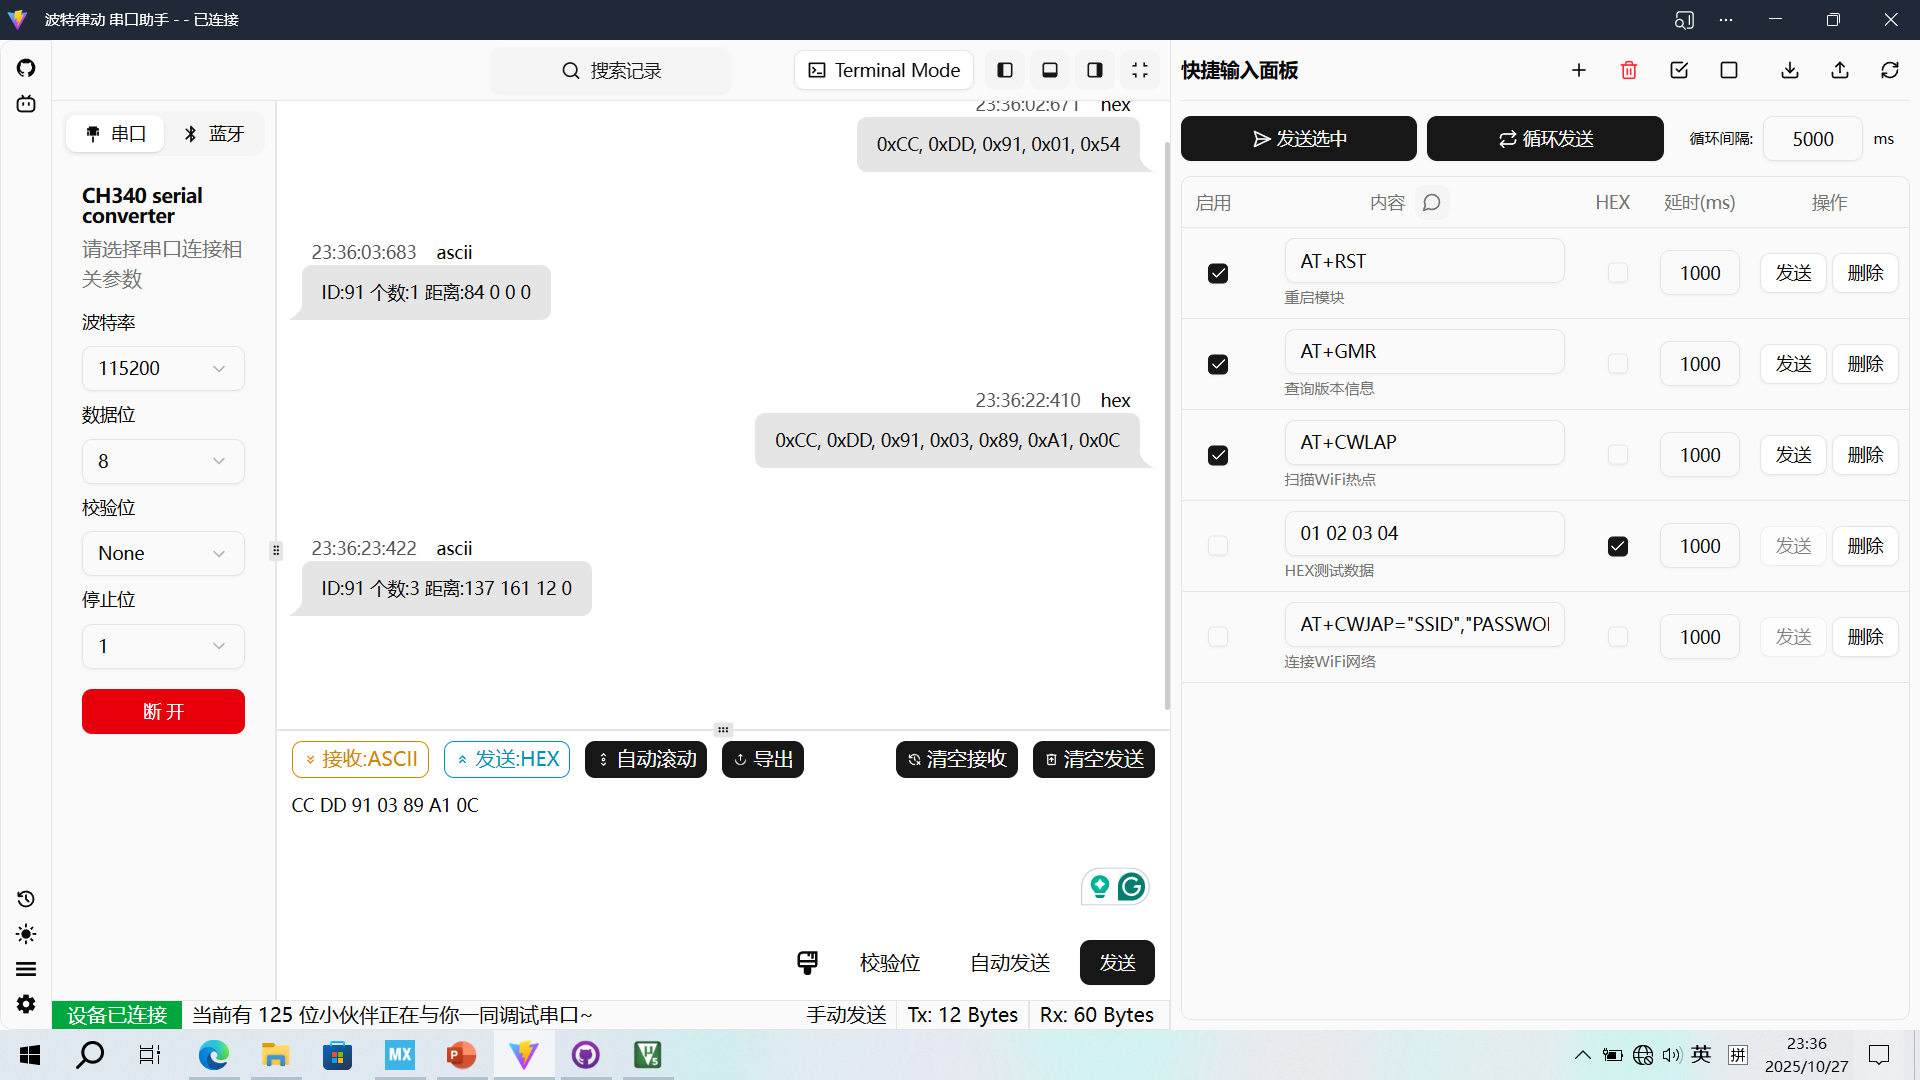 波特律动 串口助手 - - 已连接
搜索记录
Terminal Mode
串口
蓝牙
CH340 serial
converter
请选择串口连接相
关参数
波特率
115200
数据位
8
校验位
None
停止位
1
断 开
23:36:02:671 hex
0xCC, 0xDD, 0x91, 0x01, 0x54
23:36:03:683 ascii
ID:91 个数:1 距离:84 0 0 0
23:36:22:410 hex
0xCC, 0xDD, 0x91, 0x03, 0x89, 0xA1, 0x0C
23:36:23:422 ascii
ID:91 个数:3 距离:137 161 12 0
接收:ASCII
发送:HEX
自动滚动
导出
清空接收
清空发送
CC DD 91 03 89 A1 0C
校验位
自动发送
发送
设备已连接
当前有 125 位小伙伴正在与你一同调试串口~
手动发送
Tx: 12 Bytes
Rx: 60 Bytes
快捷输入面板
发送选中
循环发送
循环间隔:
5000
ms
启用 内容 HEX 延时(ms) 操作
AT+RST 1000 发送 删除
重启模块
AT+GMR 1000 发送 删除
查询版本信息
AT+CWLAP 1000 发送 删除
扫描WiFi热点
01 02 03 04 1000 发送 删除
HEX测试数据
AT+CWJAP="SSID","PASSWO 1000 发送 删除
连接WiFi网络
MX
P
V5
英
拼
23:36
2025/10/27